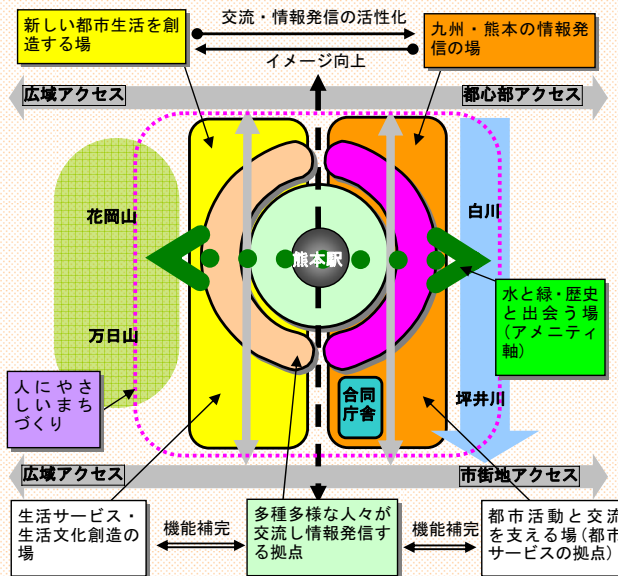 新しい都市生活を創
造する場
交流・情報発信の活性化
イメージ向上
九州・熊本の情報発
信の場
広域アクセス
都心部アクセス
花岡山
白川
熊本駅
万日山
水と緑・歴史
と出会う場
(アメニティ
軸)
人にやさ
しいまち
づくり
合同
庁舎
坪井川
広域アクセス
市街地アクセス
生活サービス・
生活文化創造の
場
機能補完
多種多様な人々が
交流し情報発信す
る拠点
機能補完
都市活動と交流
を支える場(都市
サービスの拠点)